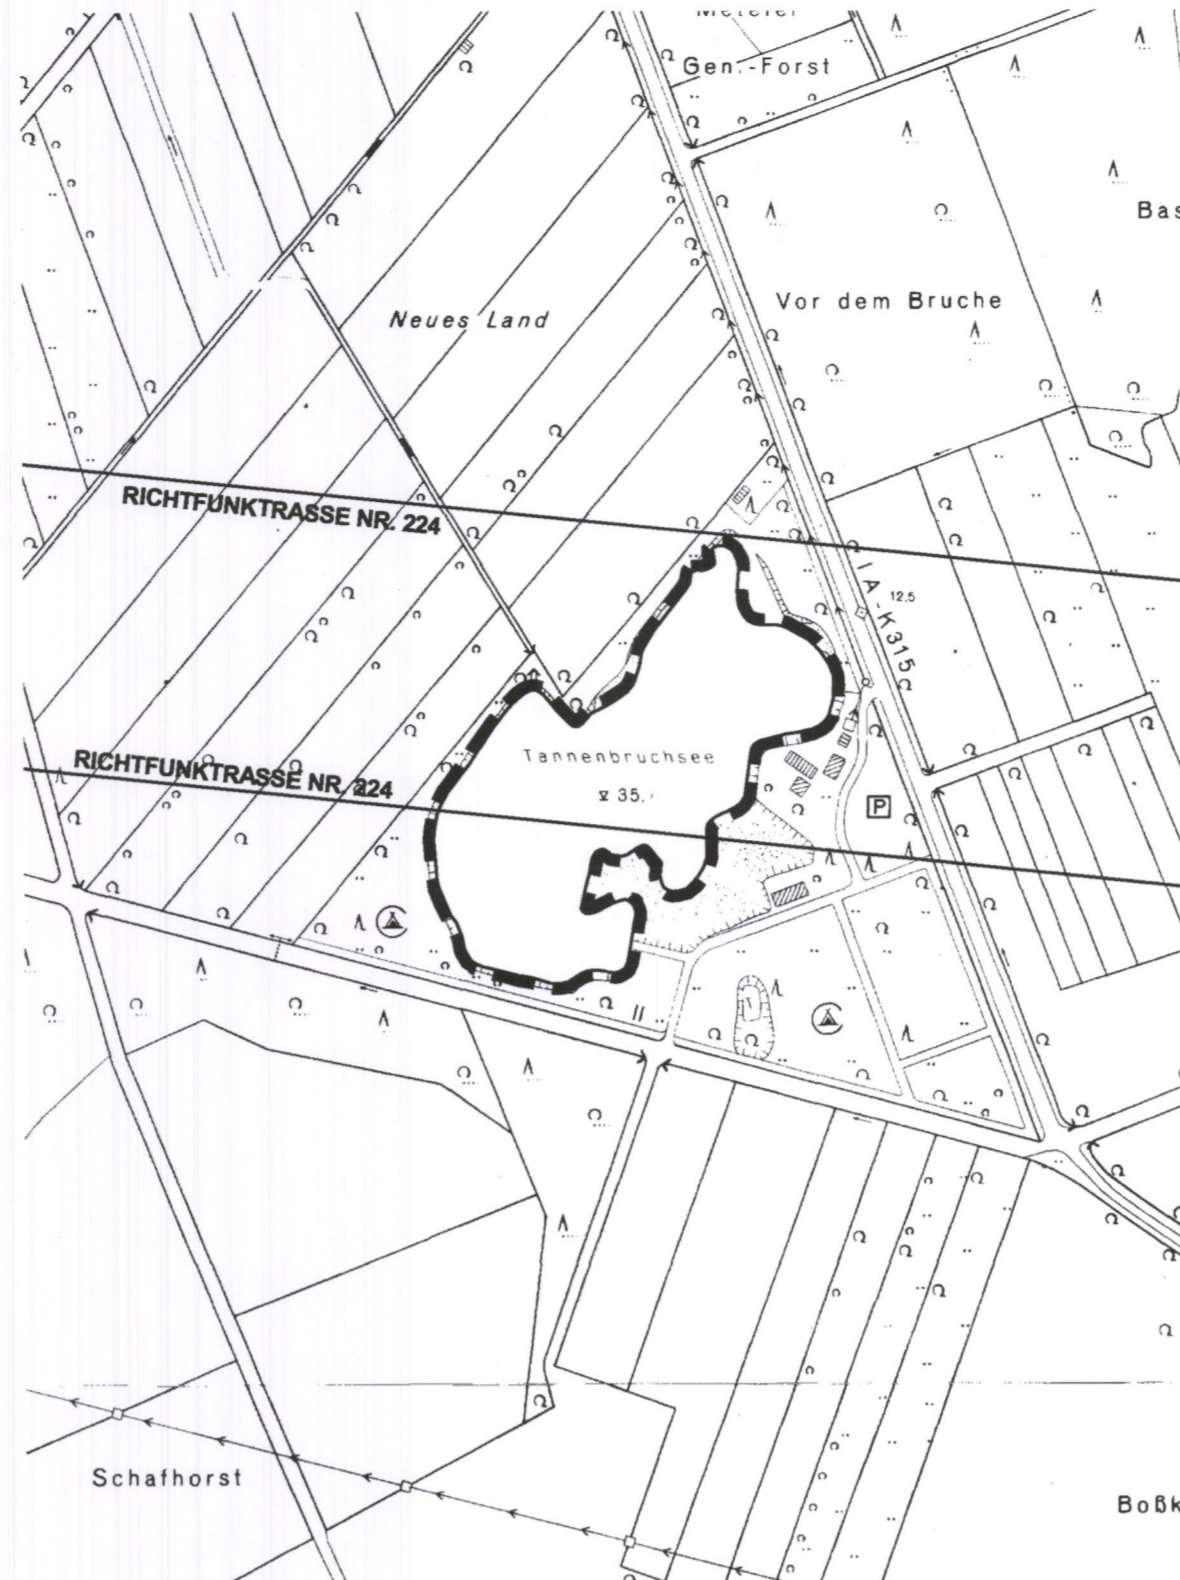 Gen.-Forst
Bas
Neues Land
Vor dem Bruche
RICHTFUNKTRASSE NR. 224
12,5
I A - K 315
Tannenbruchsee
RICHTFUNKTRASSE NR. 224
35,
P
Schafhorst
Boßk